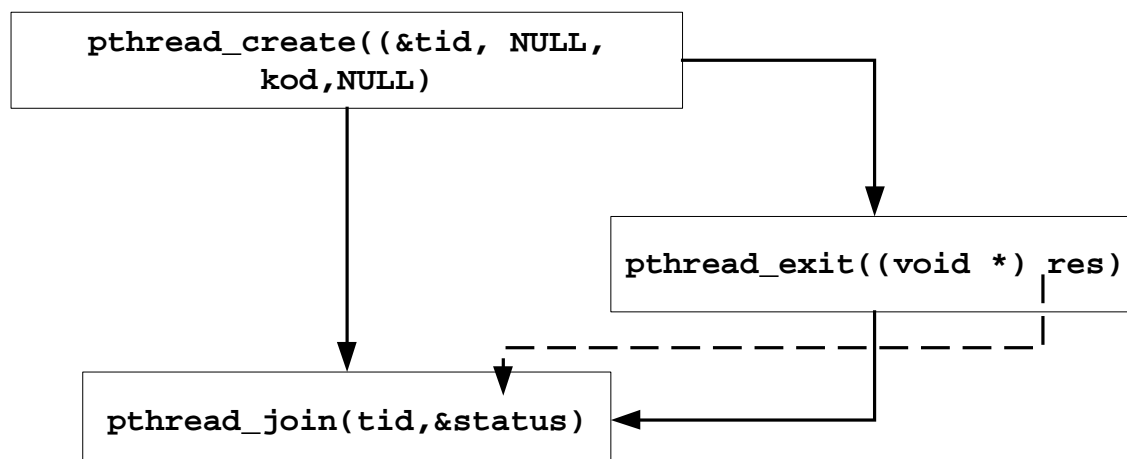 pthread_create((&tid, NULL,
kod,NULL)
pthread_exit((void *) res)
pthread_join(tid,&status)